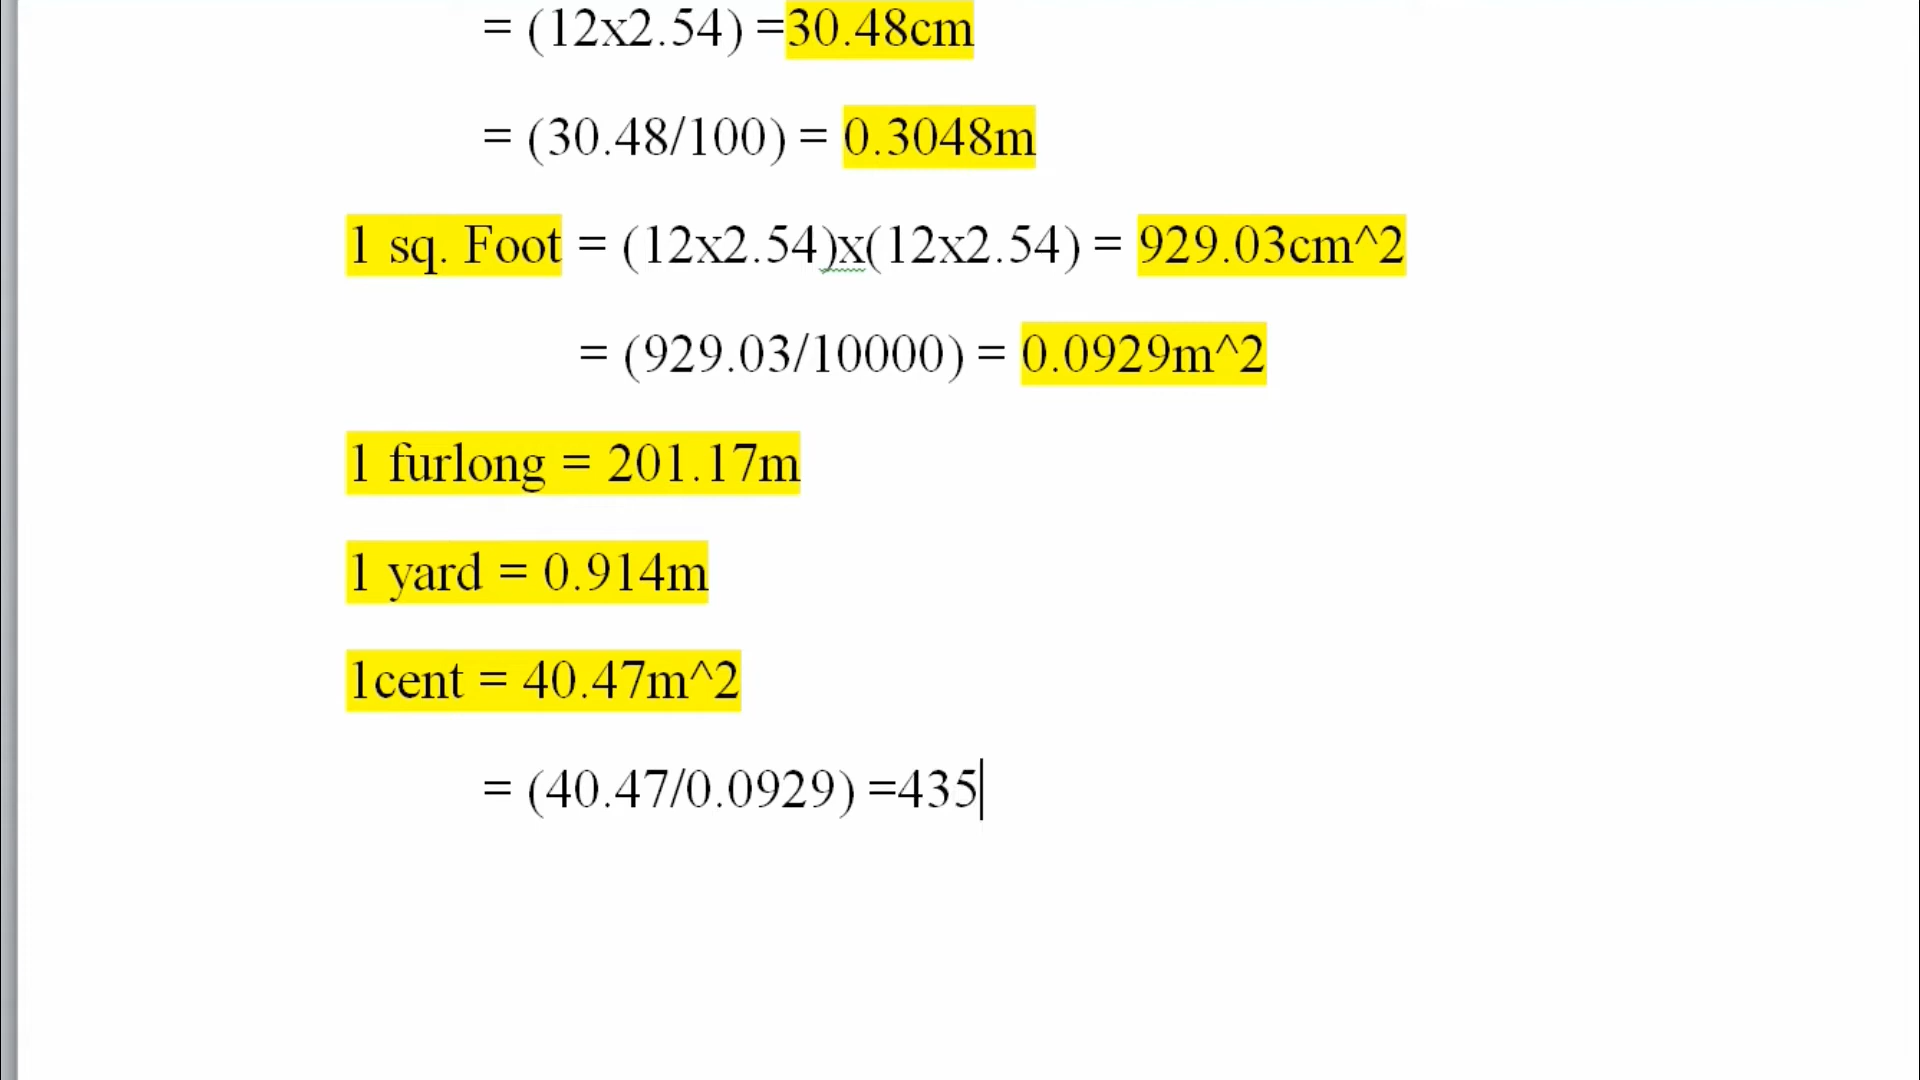 = (12x2.54) =30.48cm
= (30.48/100) = 0.3048m
1 sq. Foot = (12x2.54)x(12x2.54) = 929.03cm^2
= (929.03/10000) = 0.0929m^2
1 furlong = 201.17m
1 yard = 0.914m
1cent = 40.47m^2
= (40.47/0.0929) =435